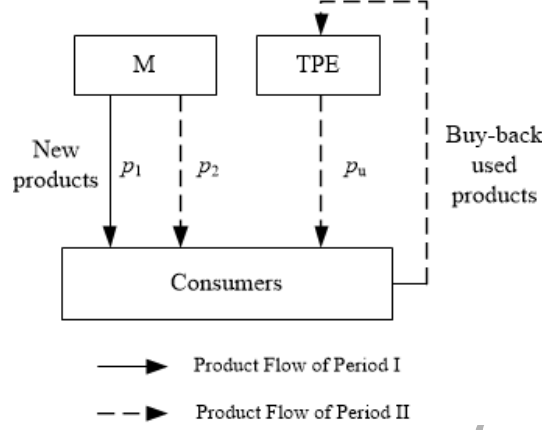 M
TPE
New
products
p1
p2
pu
Buy-back
used
products
Consumers
Product Flow of Period I
Product Flow of Period II